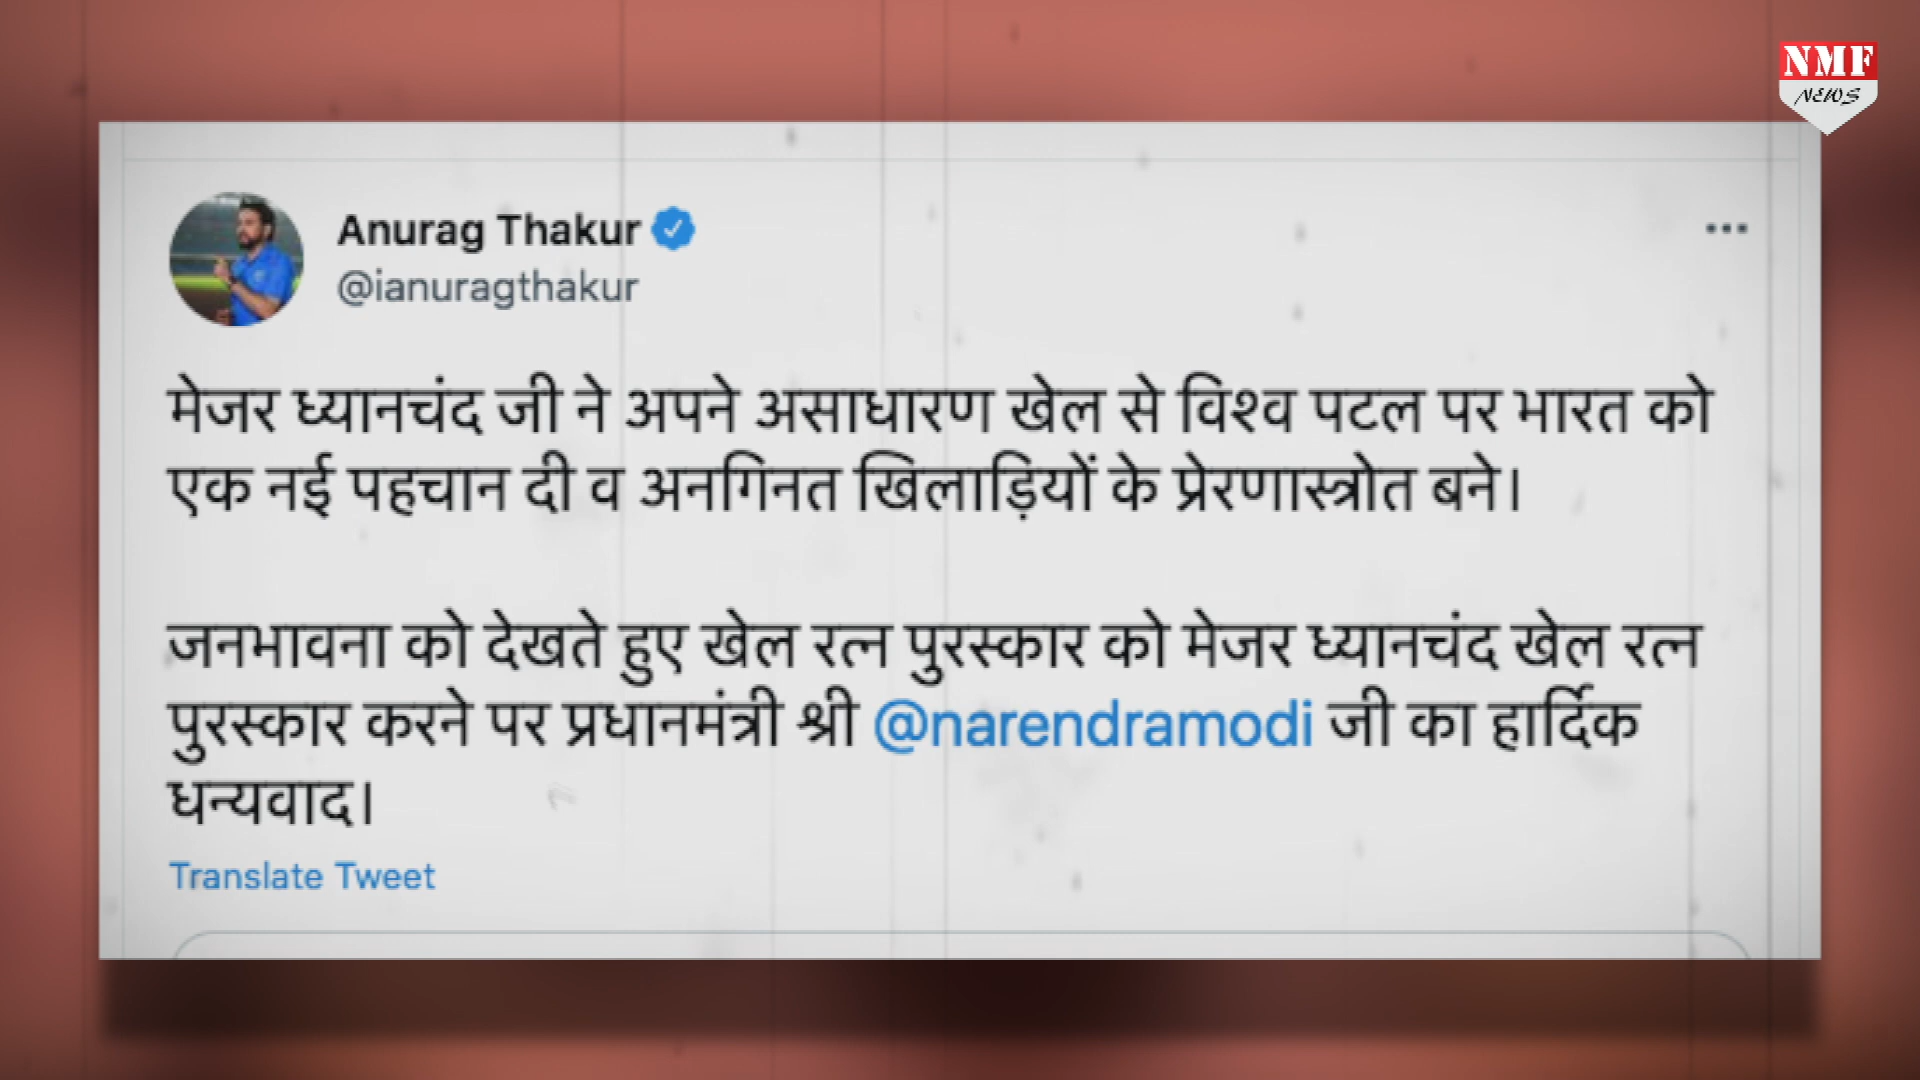 NMF
NEWS
Anurag Thakur
@ianuragthakur
मेजर ध्यानचंद जी ने अपने असाधारण खेल से विश्व पटल पर भारत को
एक नई पहचान दी व अनगिनत खिलाड़ियों के प्रेरणास्त्रोत बने।
जनभावना को देखते हुए खेल रत्न पुरस्कार को मेजर ध्यानचंद खेल रत्न
पुरस्कार करने पर प्रधानमंत्री श्री @narendramodi जी का हार्दिक
धन्यवाद।
Translate Tweet